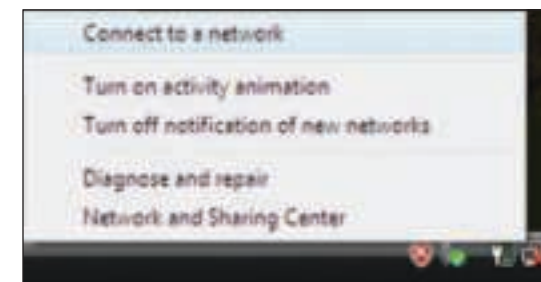 Connect to a network
Turn on activity animation
Turn off notification of new networks
Diagnose and repair
Network and Sharing Center